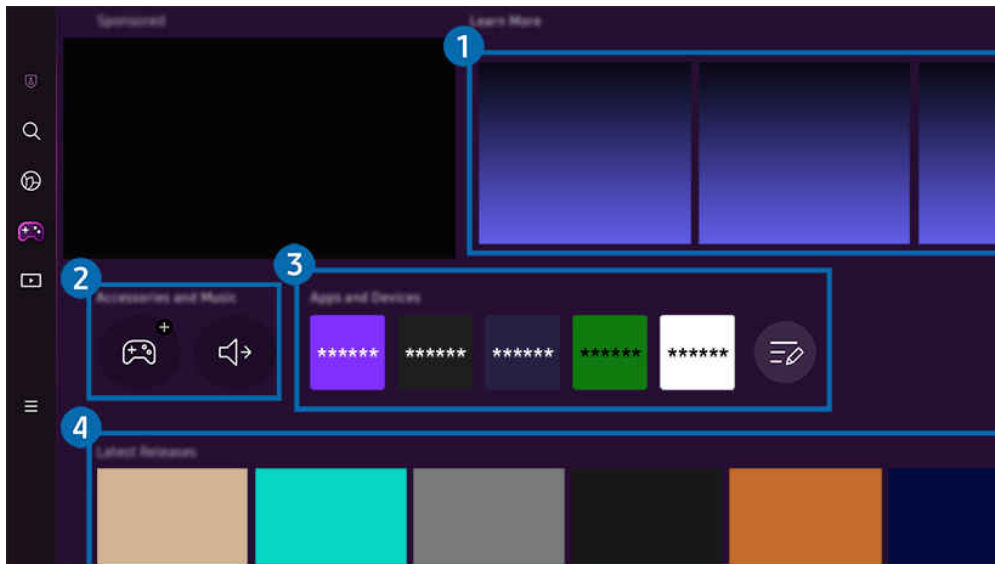 Sponsored
Learn More
1
2
3
Accessories and Music
Apps and Devices
****** ****** ****** ****** ******
4
Latest Releases